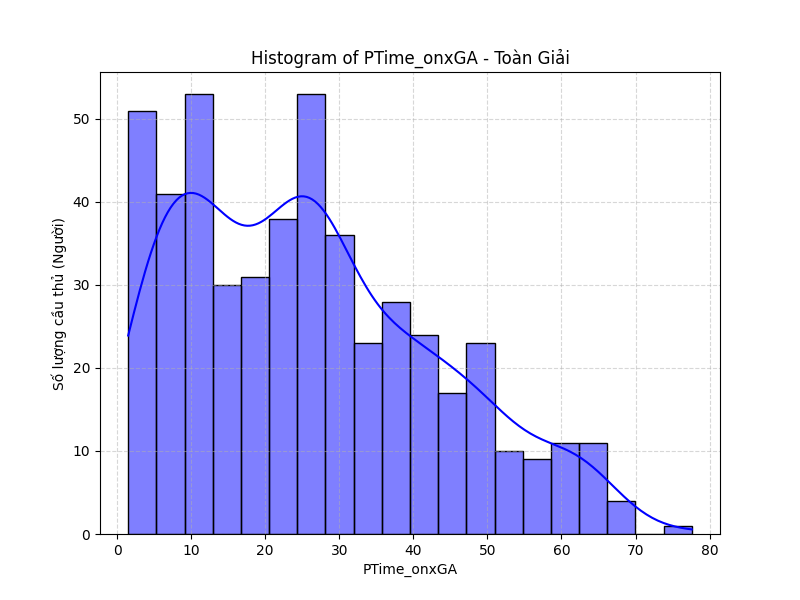 Histogram of PTime_onxGA - Toàn Giải
Số lượng cầu thủ (Người)
50
40
30
20
10
0
0 10 20 30 40 50 60 70 80
PTime_onxGA